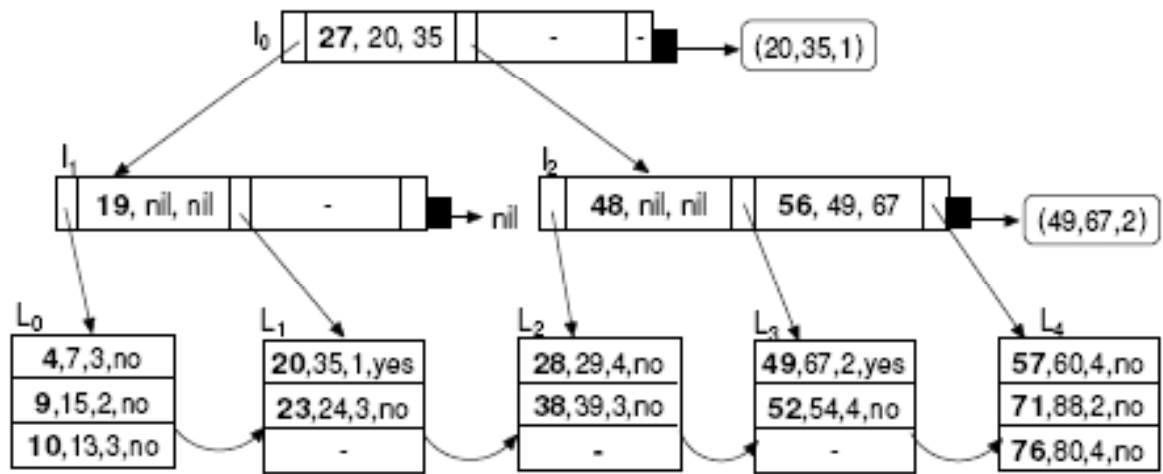 I0 27, 20, 35 - - (20,35,1)
I1 I2
19, nil, nil - nil 48, nil, nil 56, 49, 67 (49,67,2)
L0 L1 L2 L3 L4
4,7,3,no 20,35,1,yes 28,29,4,no 49,67,2,yes 57,60,4,no
9,15,2,no 23,24,3,no 38,39,3,no 52,54,4,no 71,88,2,no
10,13,3,no - - - 76,80,4,no